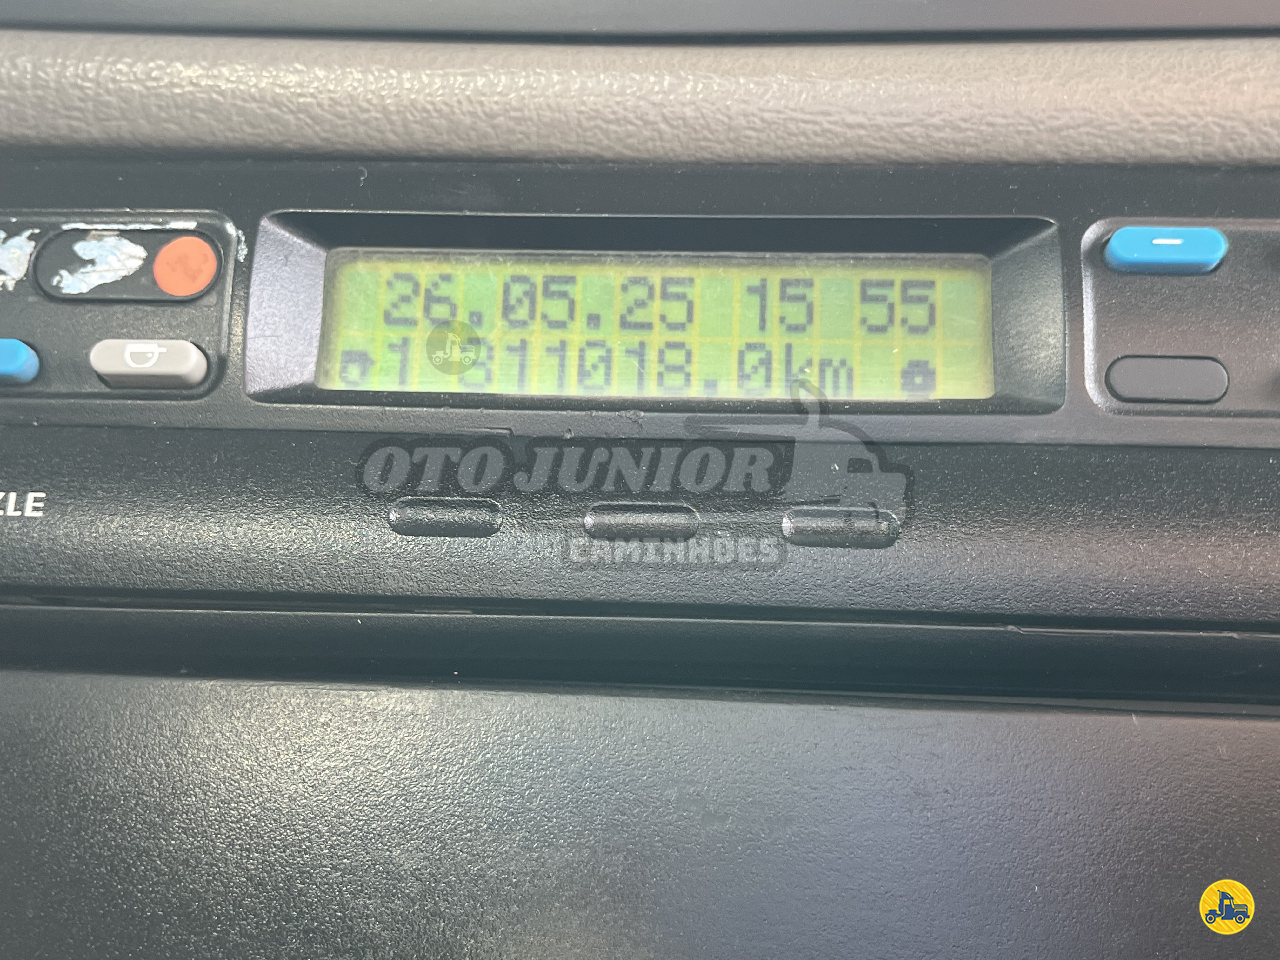 26.05.25 15 55
1 311018.0km
ZLE
OTO JUNIOR
CAMINHÕES